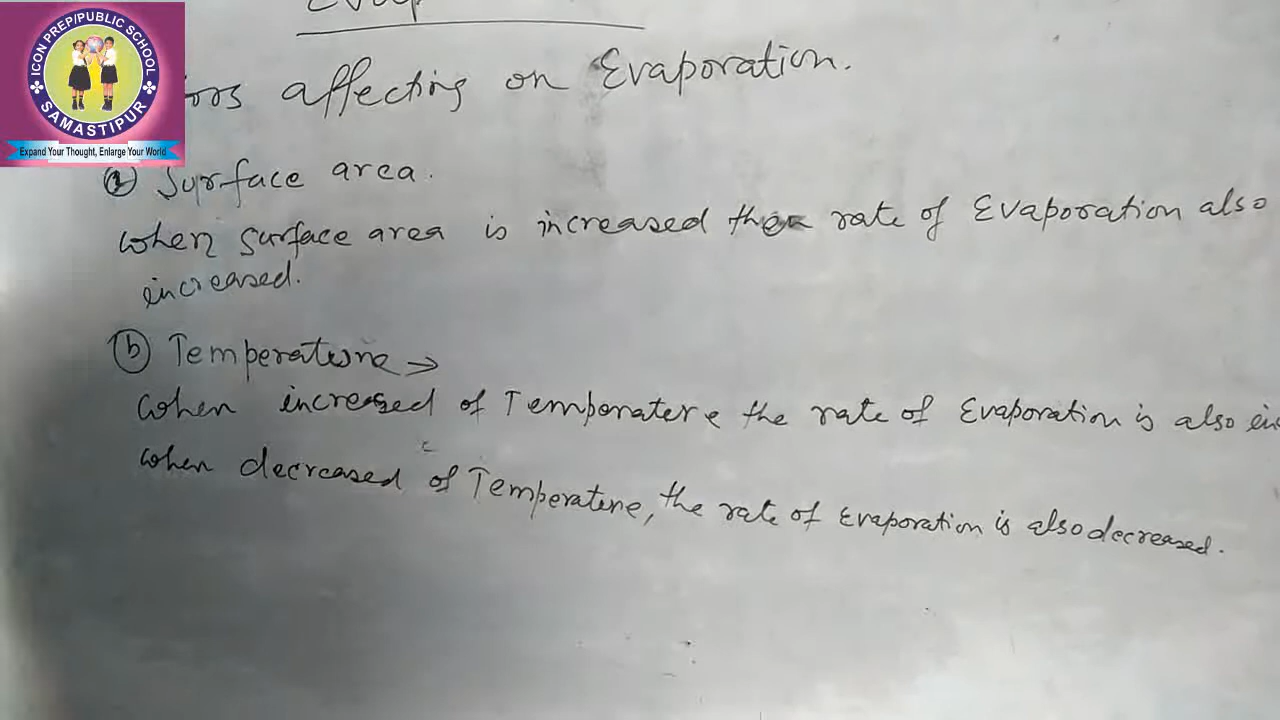 ICON PREP/PUBLIC SCHOOL
SAMASTIPUR
Expand Your Thought, Enlarge Your World
affecting on Evaporation.
(a) Surface area.
when surface area is increased the rate of Evaporation also
increased.
(b) Temperature →
when increased of Temperature the rate of Evaporation is also
when decreased of Temperature, the rate of Evaporation is also decreased.